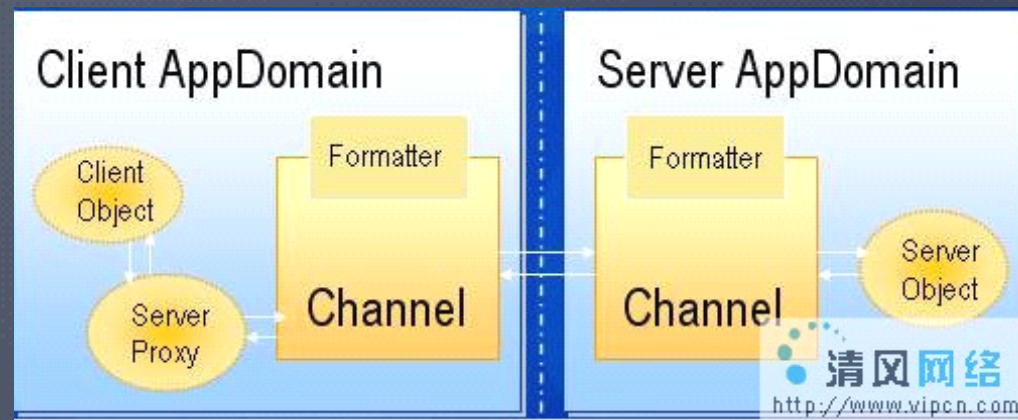 Client AppDomain
Formatter
Client
Object
Server
Proxy
Channel
Server AppDomain
Formatter
Channel
Server
Object
清风网络
http://www.vipcn.com